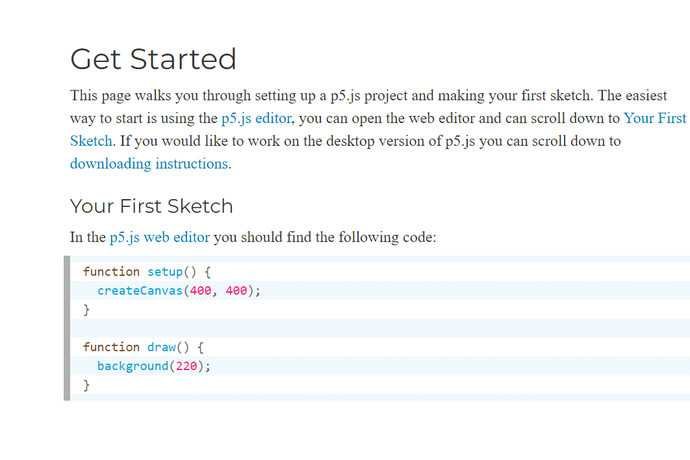 Get Started
This page walks you through setting up a p5.js project and making your first sketch. The easiest
way to start is using the p5.js editor, you can open the web editor and can scroll down to Your First
Sketch. If you would like to work on the desktop version of p5.js you can scroll down to
downloading instructions.
Your First Sketch
In the p5.js web editor you should find the following code:
function setup() {
  createCanvas(400, 400);
}
function draw() {
  background(220);
}